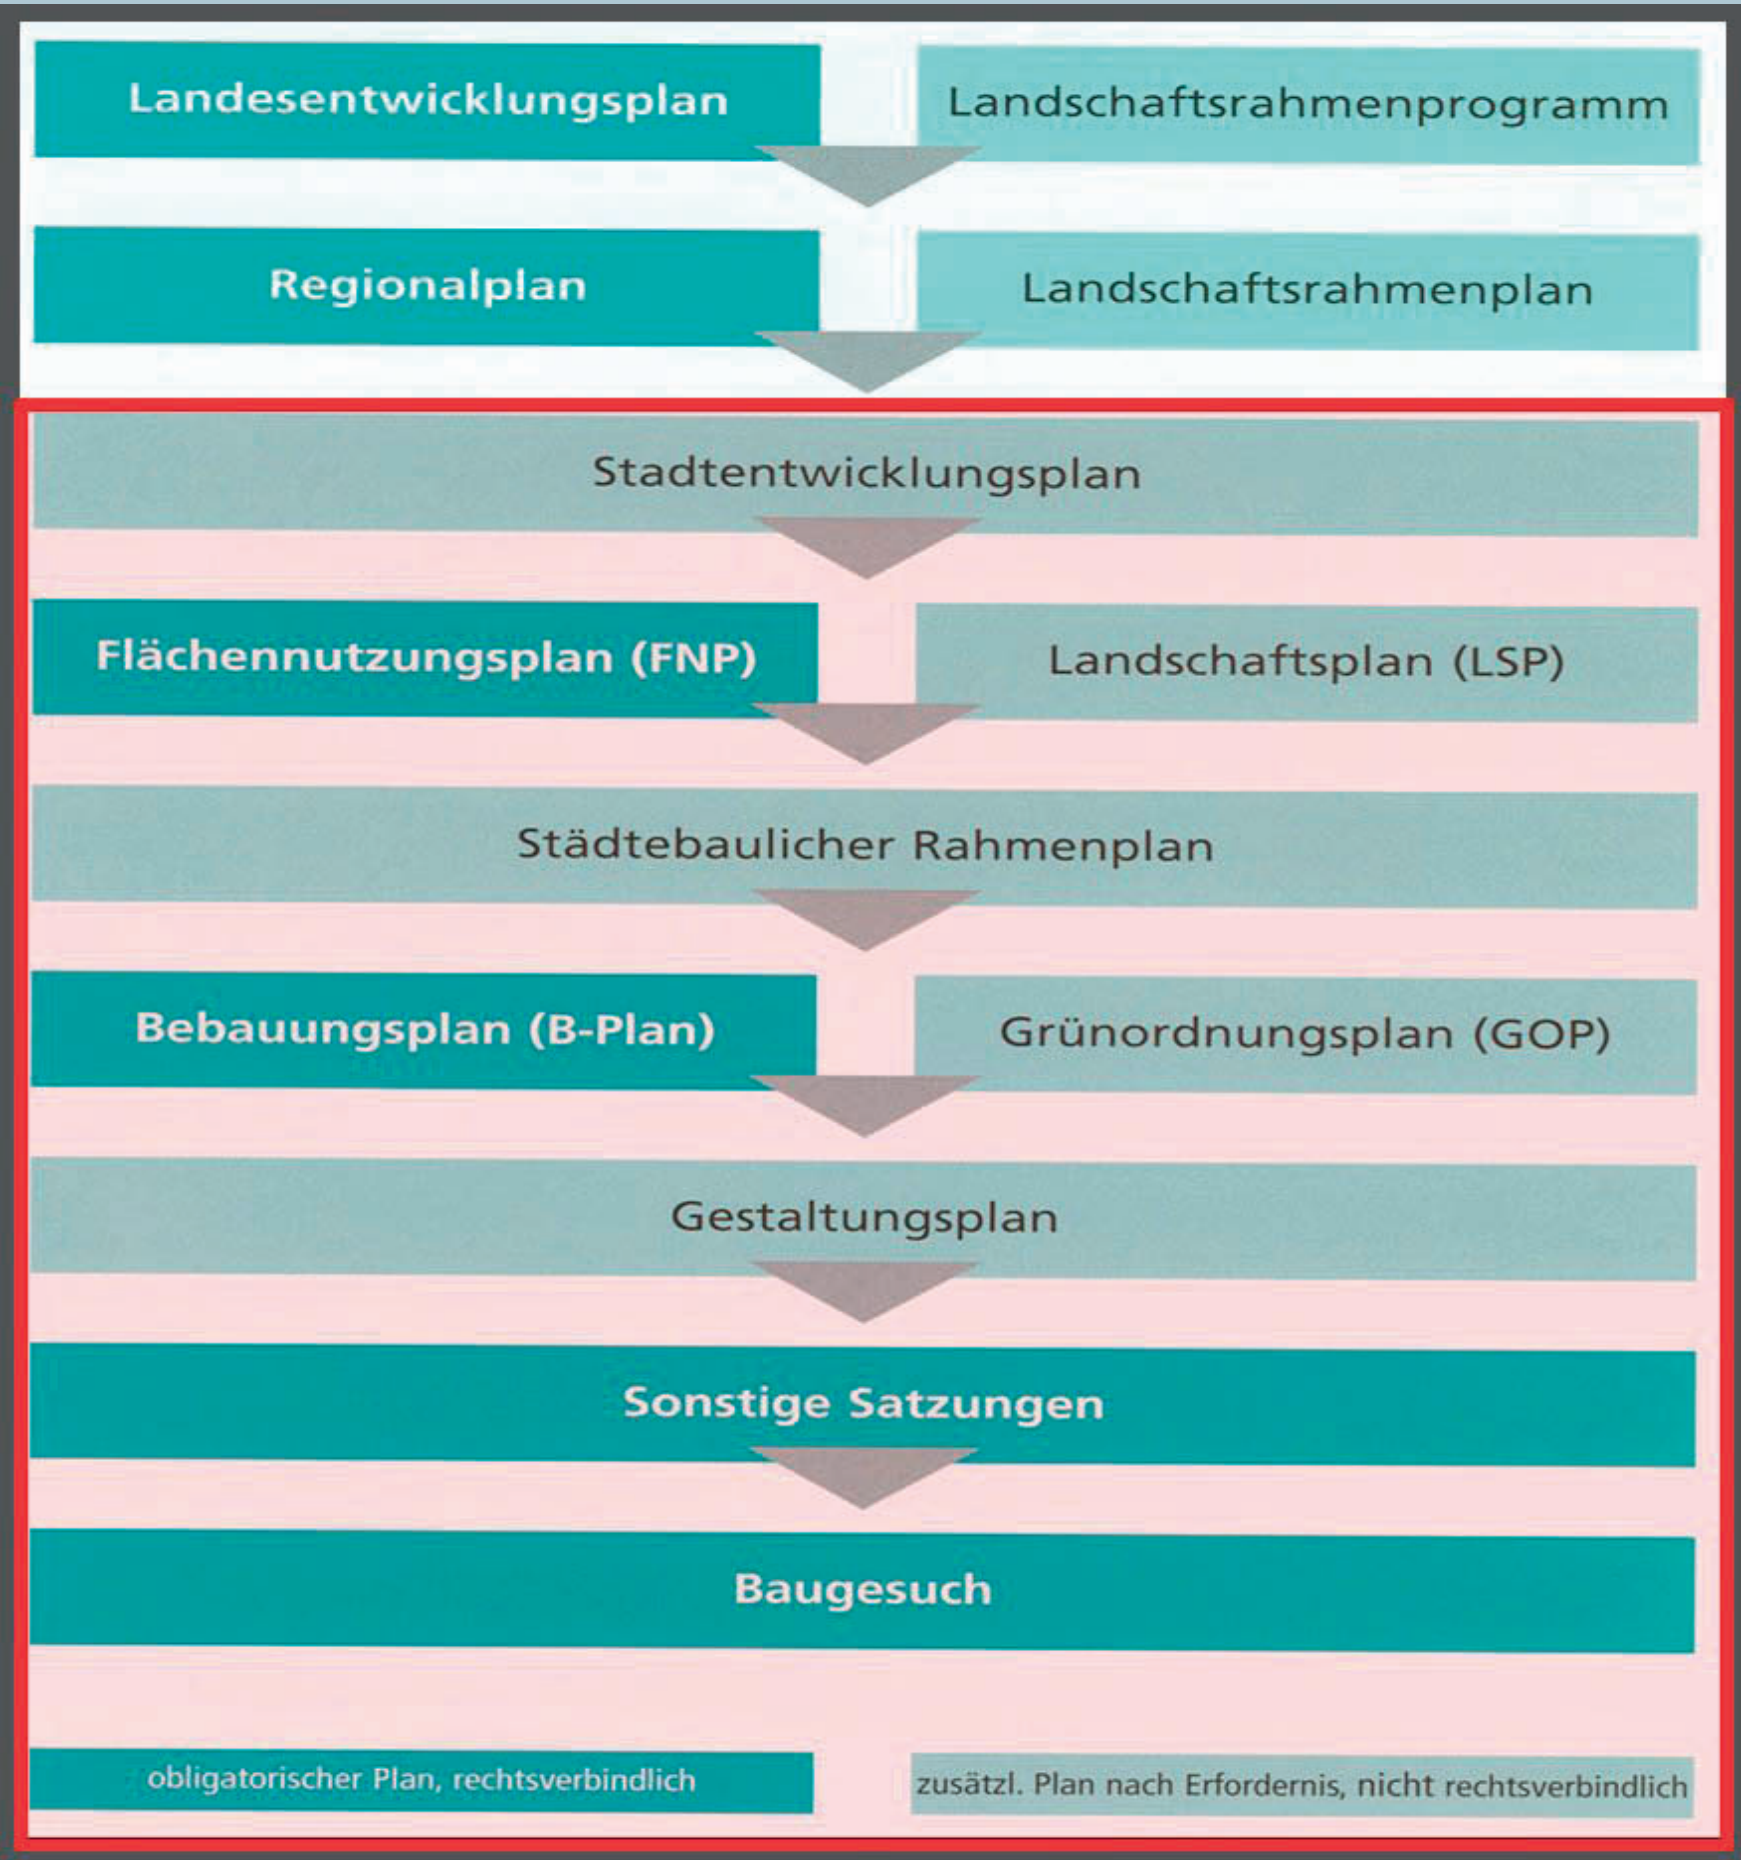 Landesentwicklungsplan
Landschaftsrahmenprogramm
Regionalplan
Landschaftsrahmenplan
Stadtentwicklungsplan
Flächennutzungsplan (FNP)
Landschaftsplan (LSP)
Städtebaulicher Rahmenplan
Bebauungsplan (B-Plan)
Grünordnungsplan (GOP)
Gestaltungsplan
Sonstige Satzungen
Baugesuch
obligatorischer Plan, rechtsverbindlich
zusätzl. Plan nach Erfordernis, nicht rechtsverbindlich